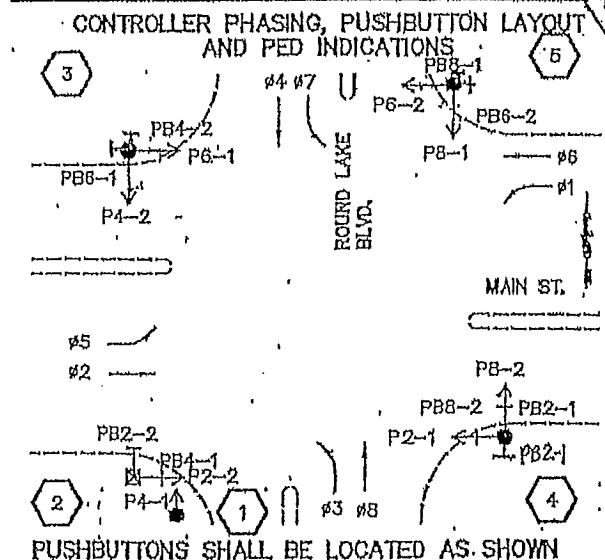 CONTROLLER PHASING, PUSHBUTTON LAYOUT
AND PED INDICATIONS
3
5
ø4 ø7
PB8-1
P6-2
PB6-2
P8-1
PB4-2
P6-1
PB6-1
P4-2
ROUND LAKE
BLVD.
ø6
ø1
MAIN ST.
ø5
ø2
P8-2
PB8-2
PB2-1
P2-1
PB2-1
PB2-2
PB4-1
P2-2
P4-1
2
1
ø3 ø8
4
PUSHBUTTONS SHALL BE LOCATED AS SHOWN